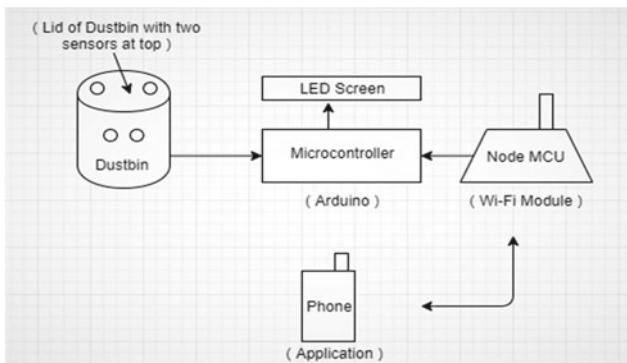 ( Lid of Dustbin with two
sensors at top )
LED Screen
Dustbin
Microcontroller
Node MCU
( Arduino )
( Wi-Fi Module )
Phone
( Application )